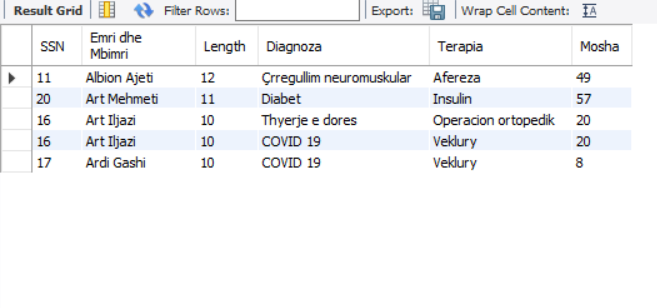 Result Grid Filter Rows: Export: Wrap Cell Content:
SSN Emri dhe Mbimri Length Diagnoza Terapia Mosha
11 Albion Ajeti 12 Çrregullim neuromuskular Afereza 49
20 Art Mehmeti 11 Diabet Insulin 57
16 Art Iljazi 10 Thyerje e dores Operacion ortopedik 20
16 Art Iljazi 10 COVID 19 Veklury 20
17 Ardi Gashi 10 COVID 19 Veklury 8